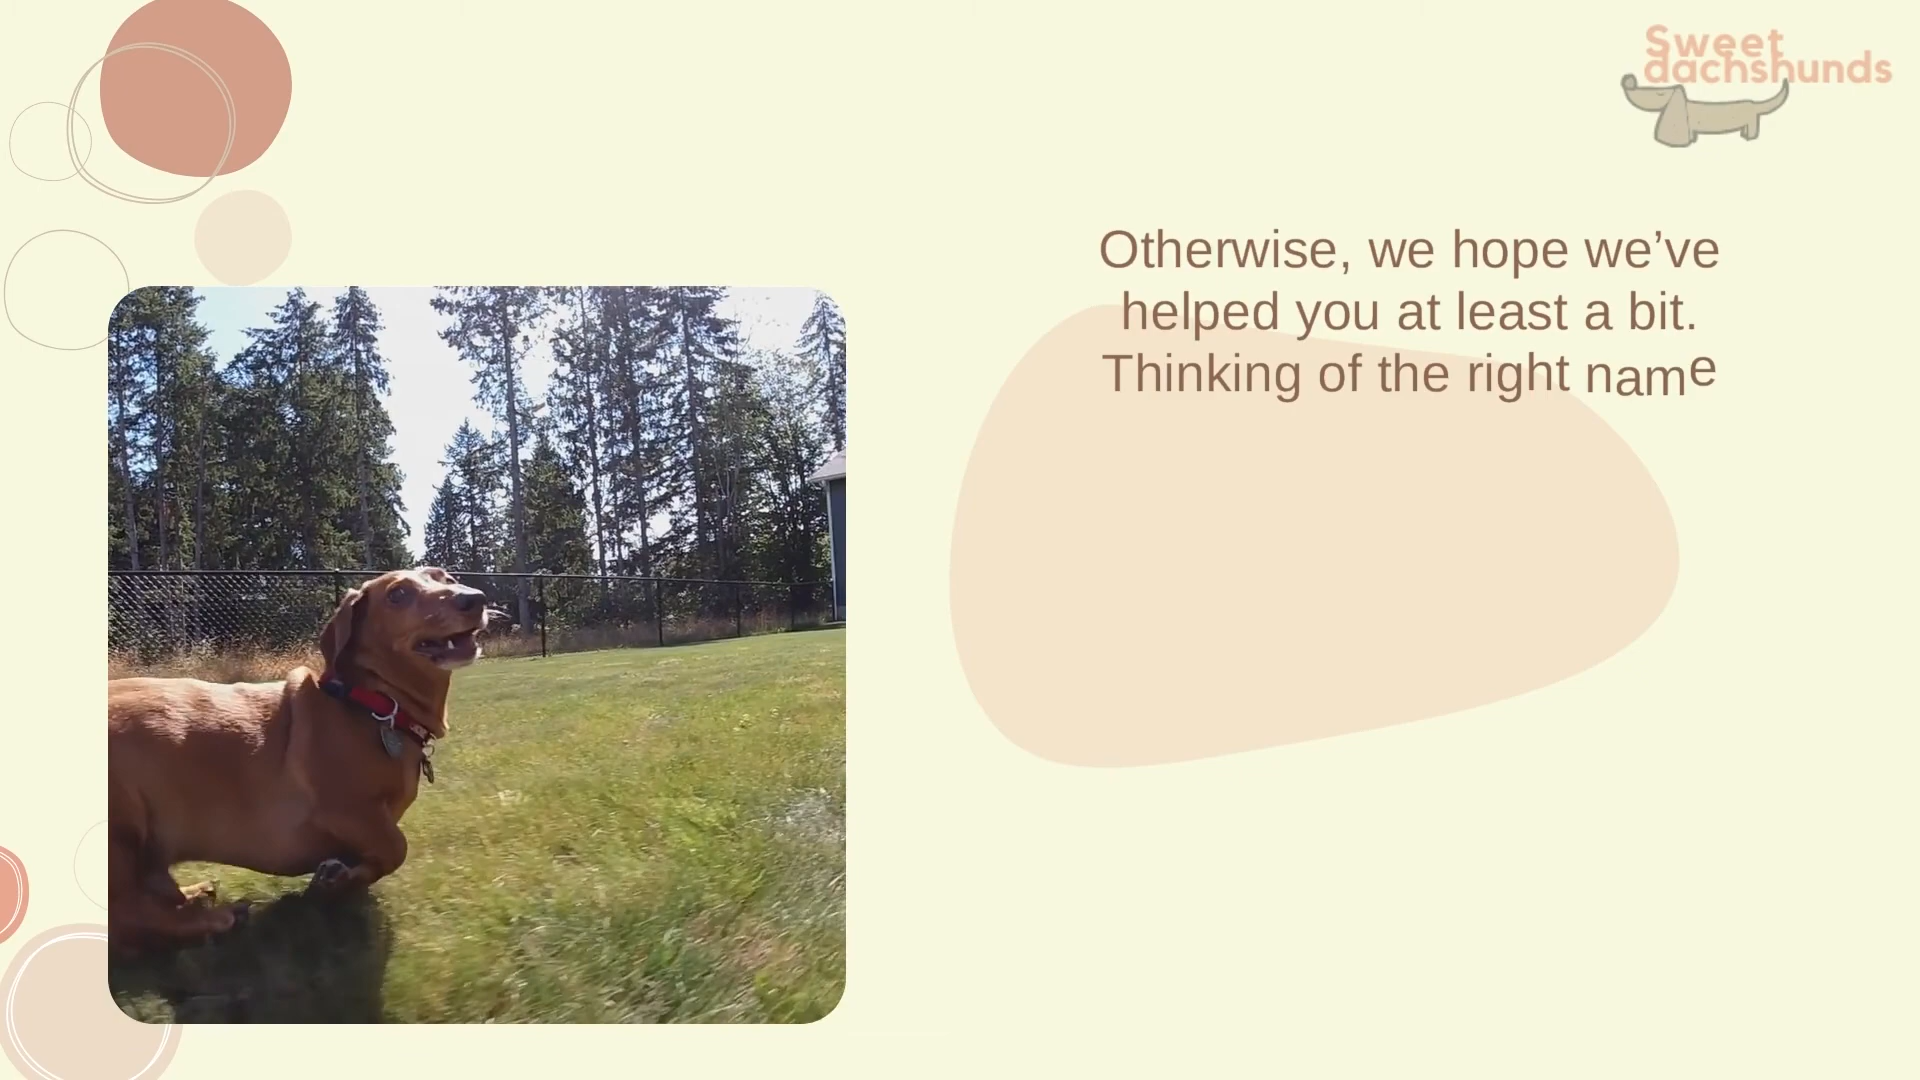 Sweet
dachshunds
Otherwise, we hope we’ve
helped you at least a bit.
Thinking of the right name